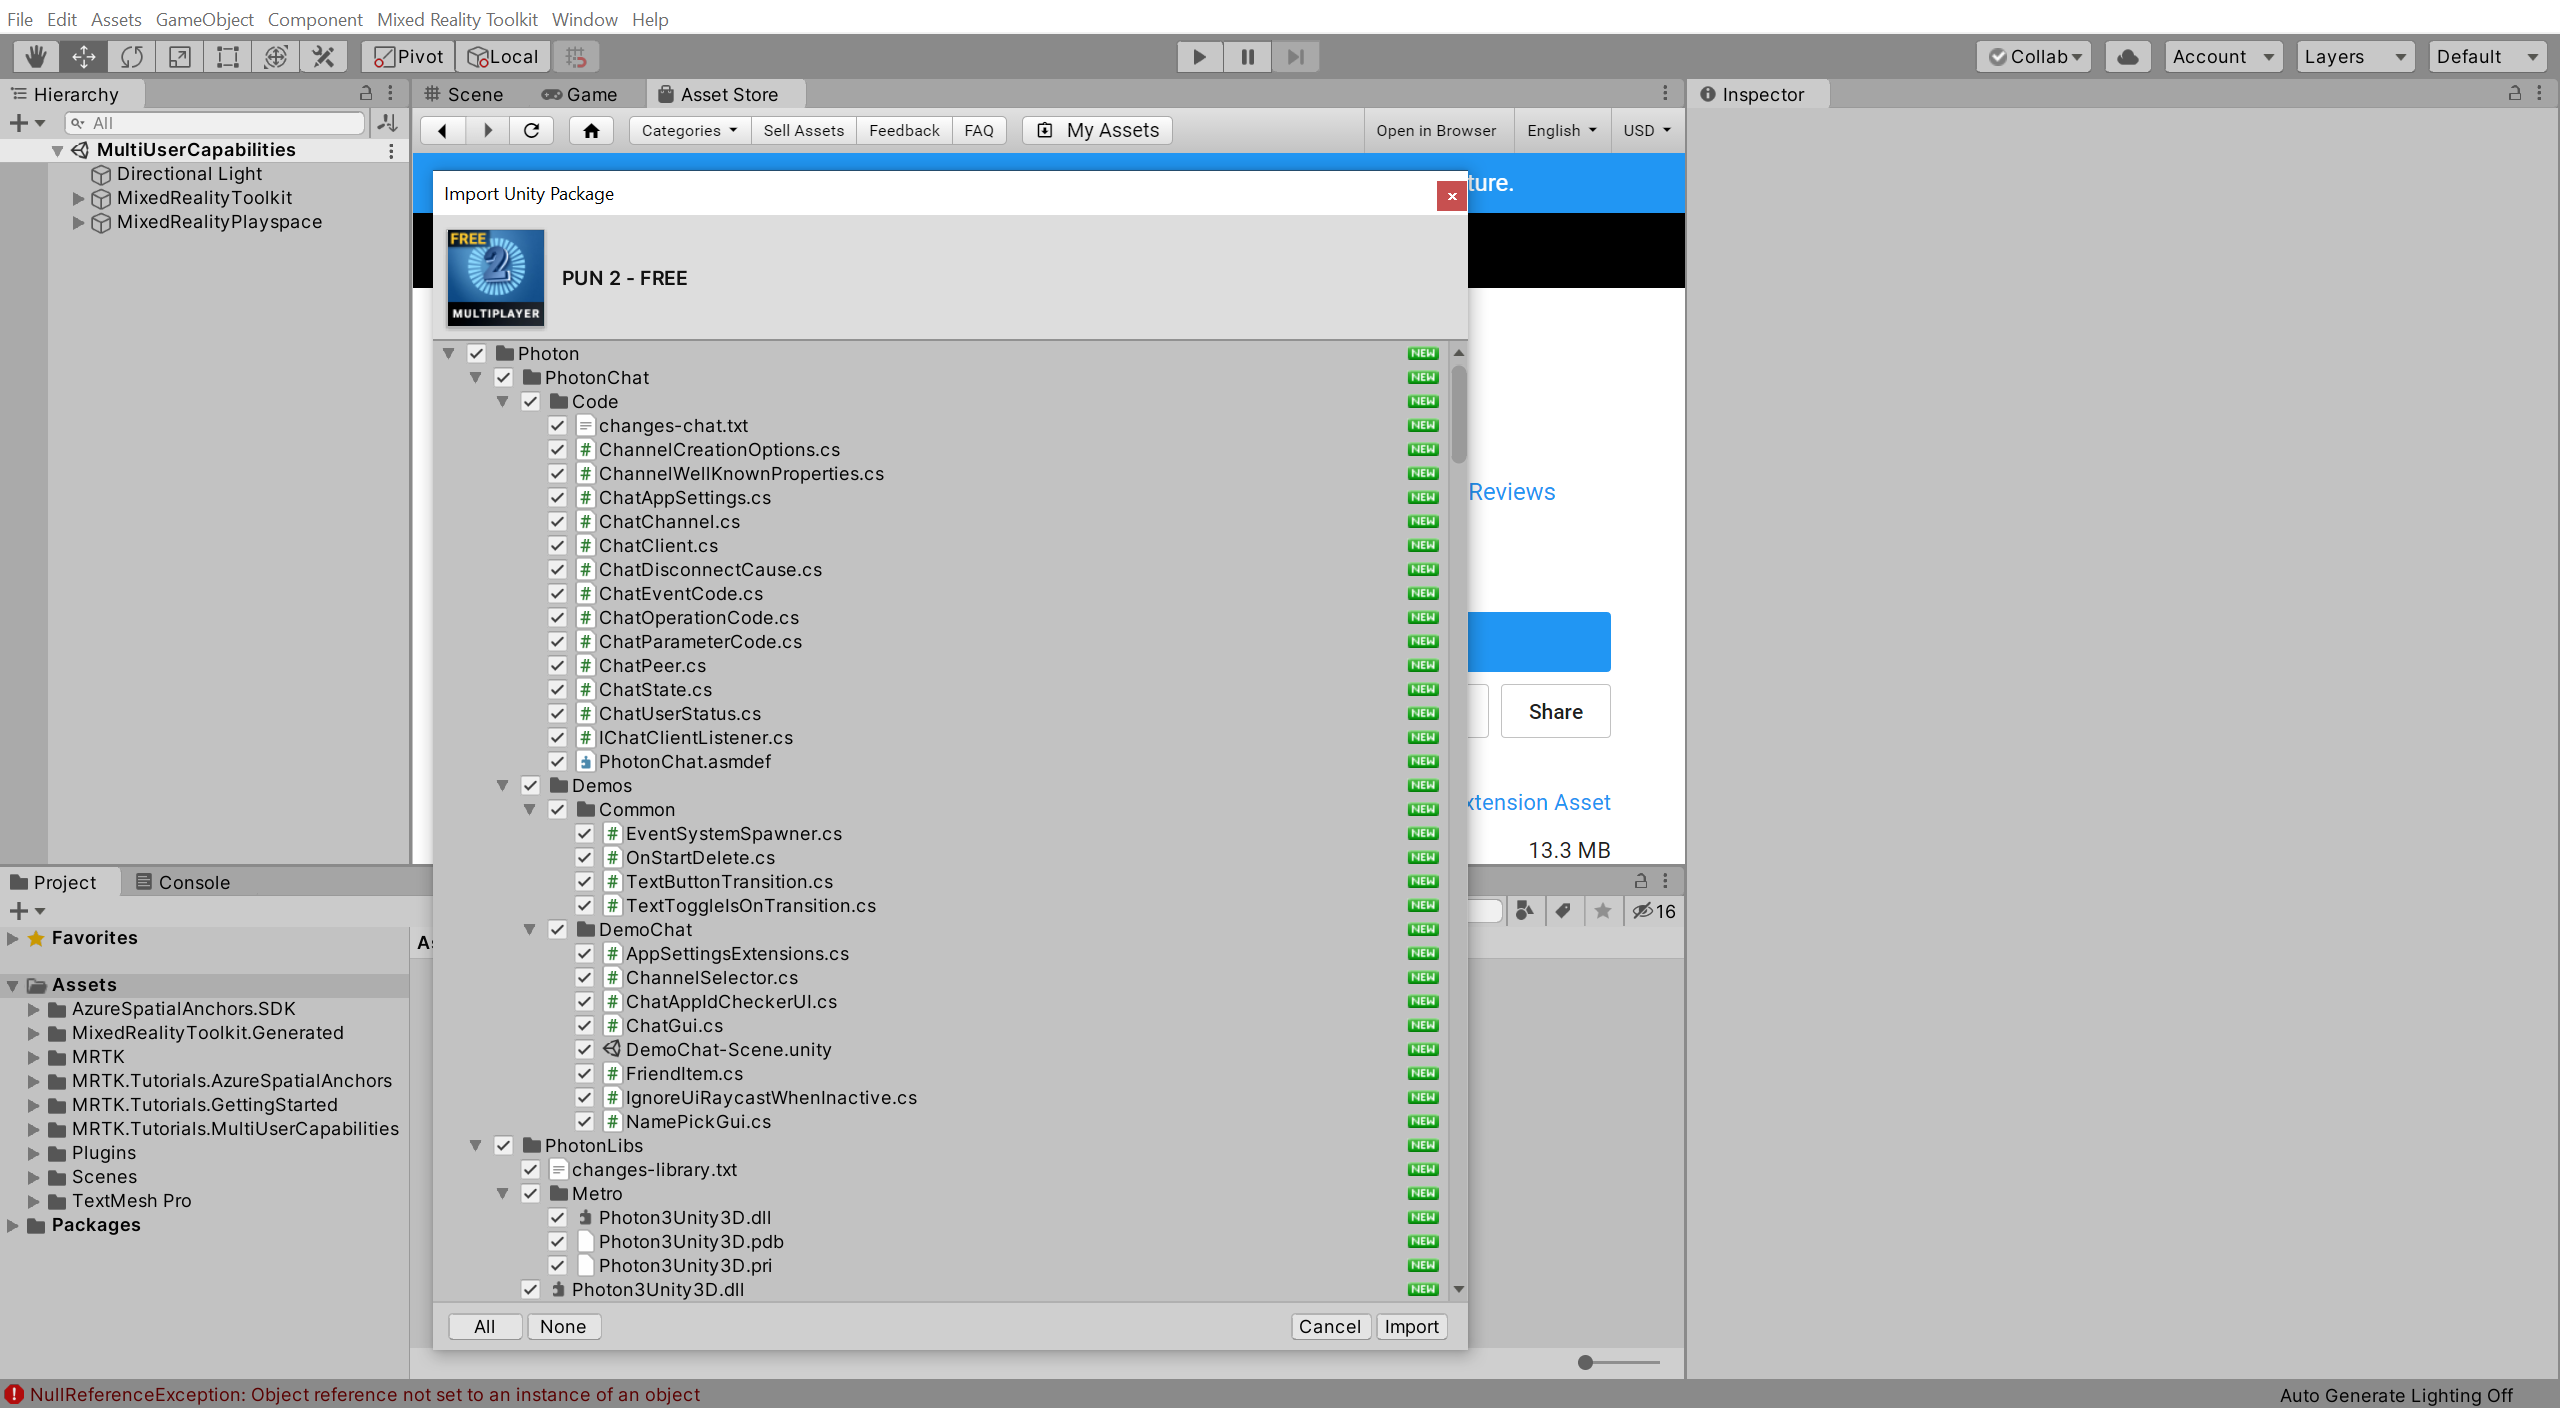 File Edit Assets GameObject Component Mixed Reality Toolkit Window Help
Pivot Local Collab Account Layers Default
Hierarchy
All
MultiUserCapabilities
Directional Light
MixedRealityToolkit
MixedRealityPlayspace
Scene Game Asset Store
Categories Sell Assets Feedback FAQ My Assets Open in Browser English USD
ture.
Reviews
Share
xtension Asset
13.3 MB
Inspector
Import Unity Package
FREE
2
MULTIPLAYER
PUN 2 - FREE
Photon NEW
PhotonChat NEW
Code NEW
changes-chat.txt NEW
ChannelCreationOptions.cs NEW
ChannelWellKnownProperties.cs NEW
ChatAppSettings.cs NEW
ChatChannel.cs NEW
ChatClient.cs NEW
ChatDisconnectCause.cs NEW
ChatEventCode.cs NEW
ChatOperationCode.cs NEW
ChatParameterCode.cs NEW
ChatPeer.cs NEW
ChatState.cs NEW
ChatUserStatus.cs NEW
IChatClientListener.cs NEW
PhotonChat.asmdef NEW
Demos NEW
Common NEW
EventSystemSpawner.cs NEW
OnStartDelete.cs NEW
TextButtonTransition.cs NEW
TextToggleIsOnTransition.cs NEW
DemoChat NEW
AppSettingsExtensions.cs NEW
ChannelSelector.cs NEW
ChatAppIdCheckerUI.cs NEW
ChatGui.cs NEW
DemoChat-Scene.unity NEW
FriendItem.cs NEW
IgnoreUiRaycastWhenInactive.cs NEW
NamePickGui.cs NEW
PhotonLibs NEW
changes-library.txt NEW
Metro NEW
Photon3Unity3D.dll NEW
Photon3Unity3D.pdb NEW
Photon3Unity3D.pri NEW
Photon3Unity3D.dll NEW
All None Cancel Import
Project Console
16
Favorites
As
Assets
AzureSpatialAnchors.SDK
MixedRealityToolkit.Generated
MRTK
MRTK.Tutorials.AzureSpatialAnchors
MRTK.Tutorials.GettingStarted
MRTK.Tutorials.MultiUserCapabilities
Plugins
Scenes
TextMesh Pro
Packages
NullReferenceException: Object reference not set to an instance of an object
Auto Generate Lighting Off